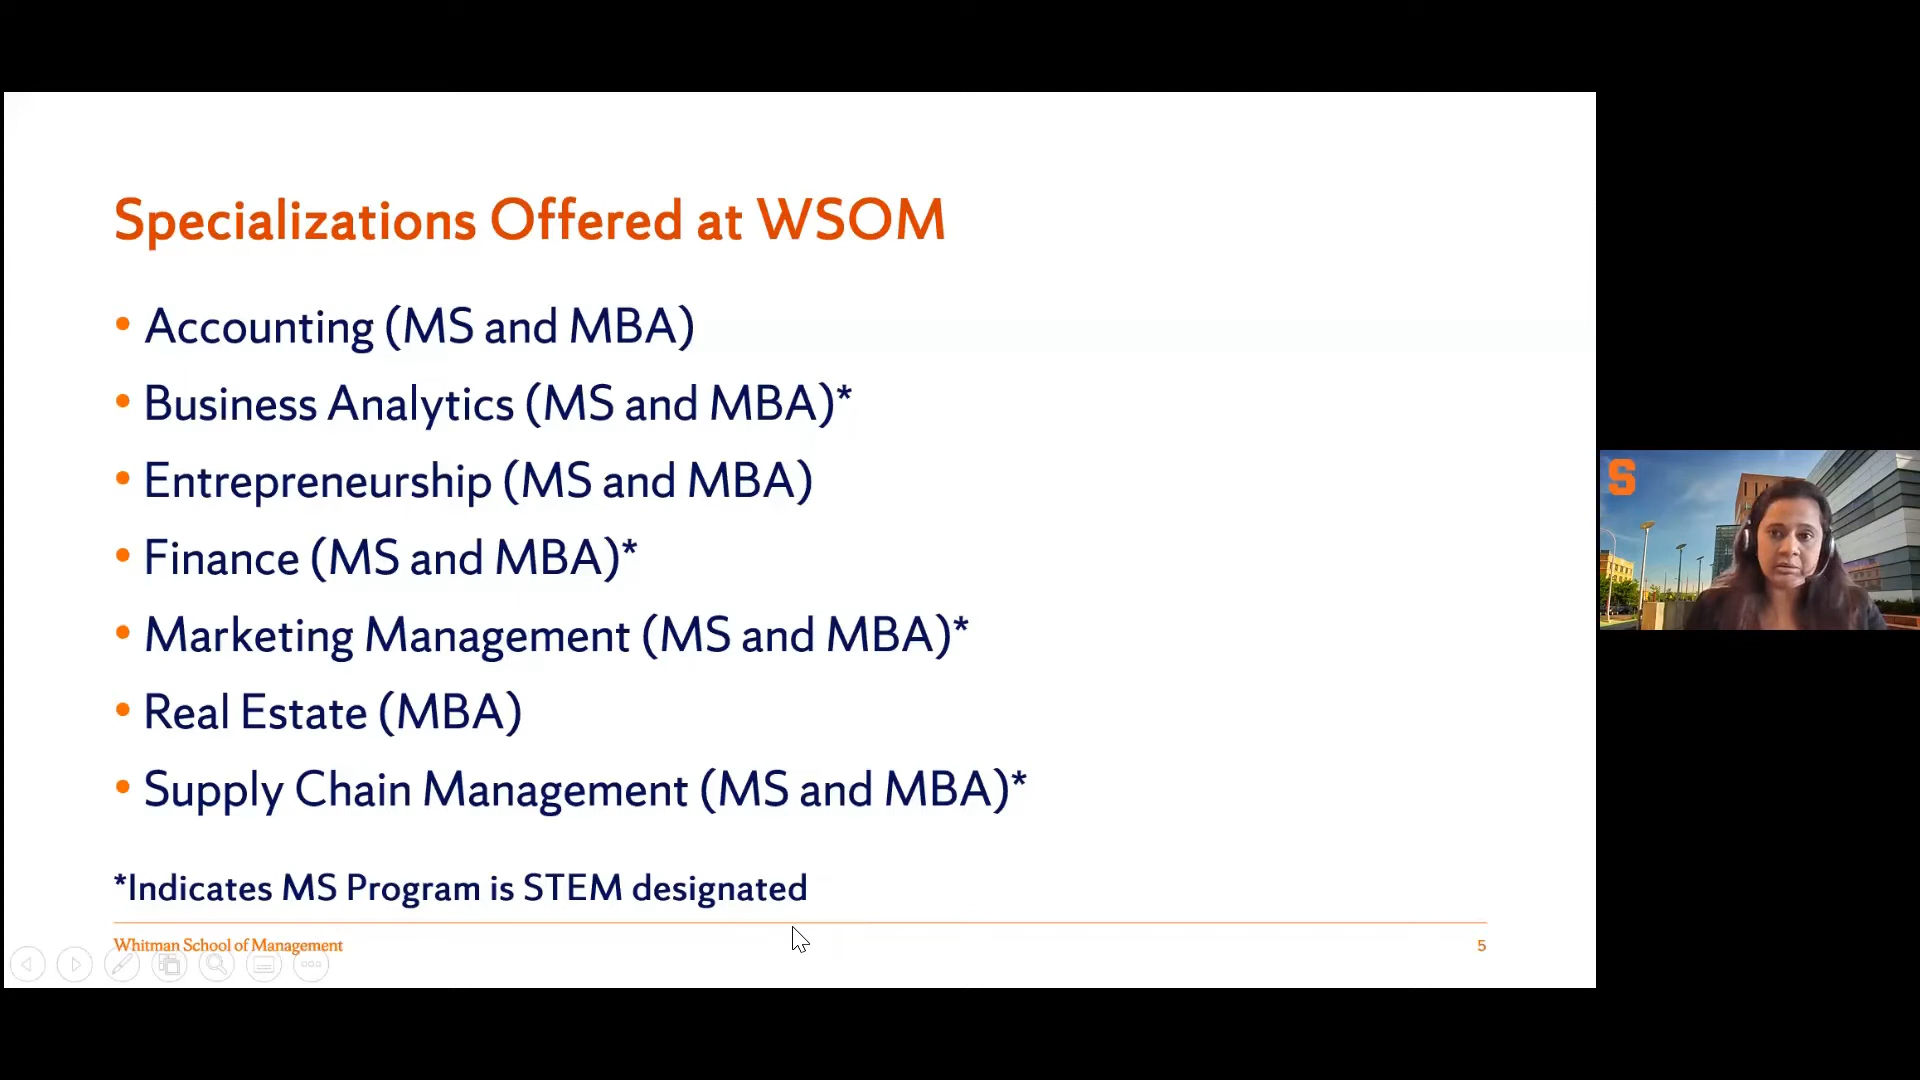 Specializations Offered at WSOM
• Accounting (MS and MBA)
• Business Analytics (MS and MBA)*
• Entrepreneurship (MS and MBA)
• Finance (MS and MBA)*
• Marketing Management (MS and MBA)*
• Real Estate (MBA)
• Supply Chain Management (MS and MBA)*
*Indicates MS Program is STEM designated
Whitman School of Management
5
S